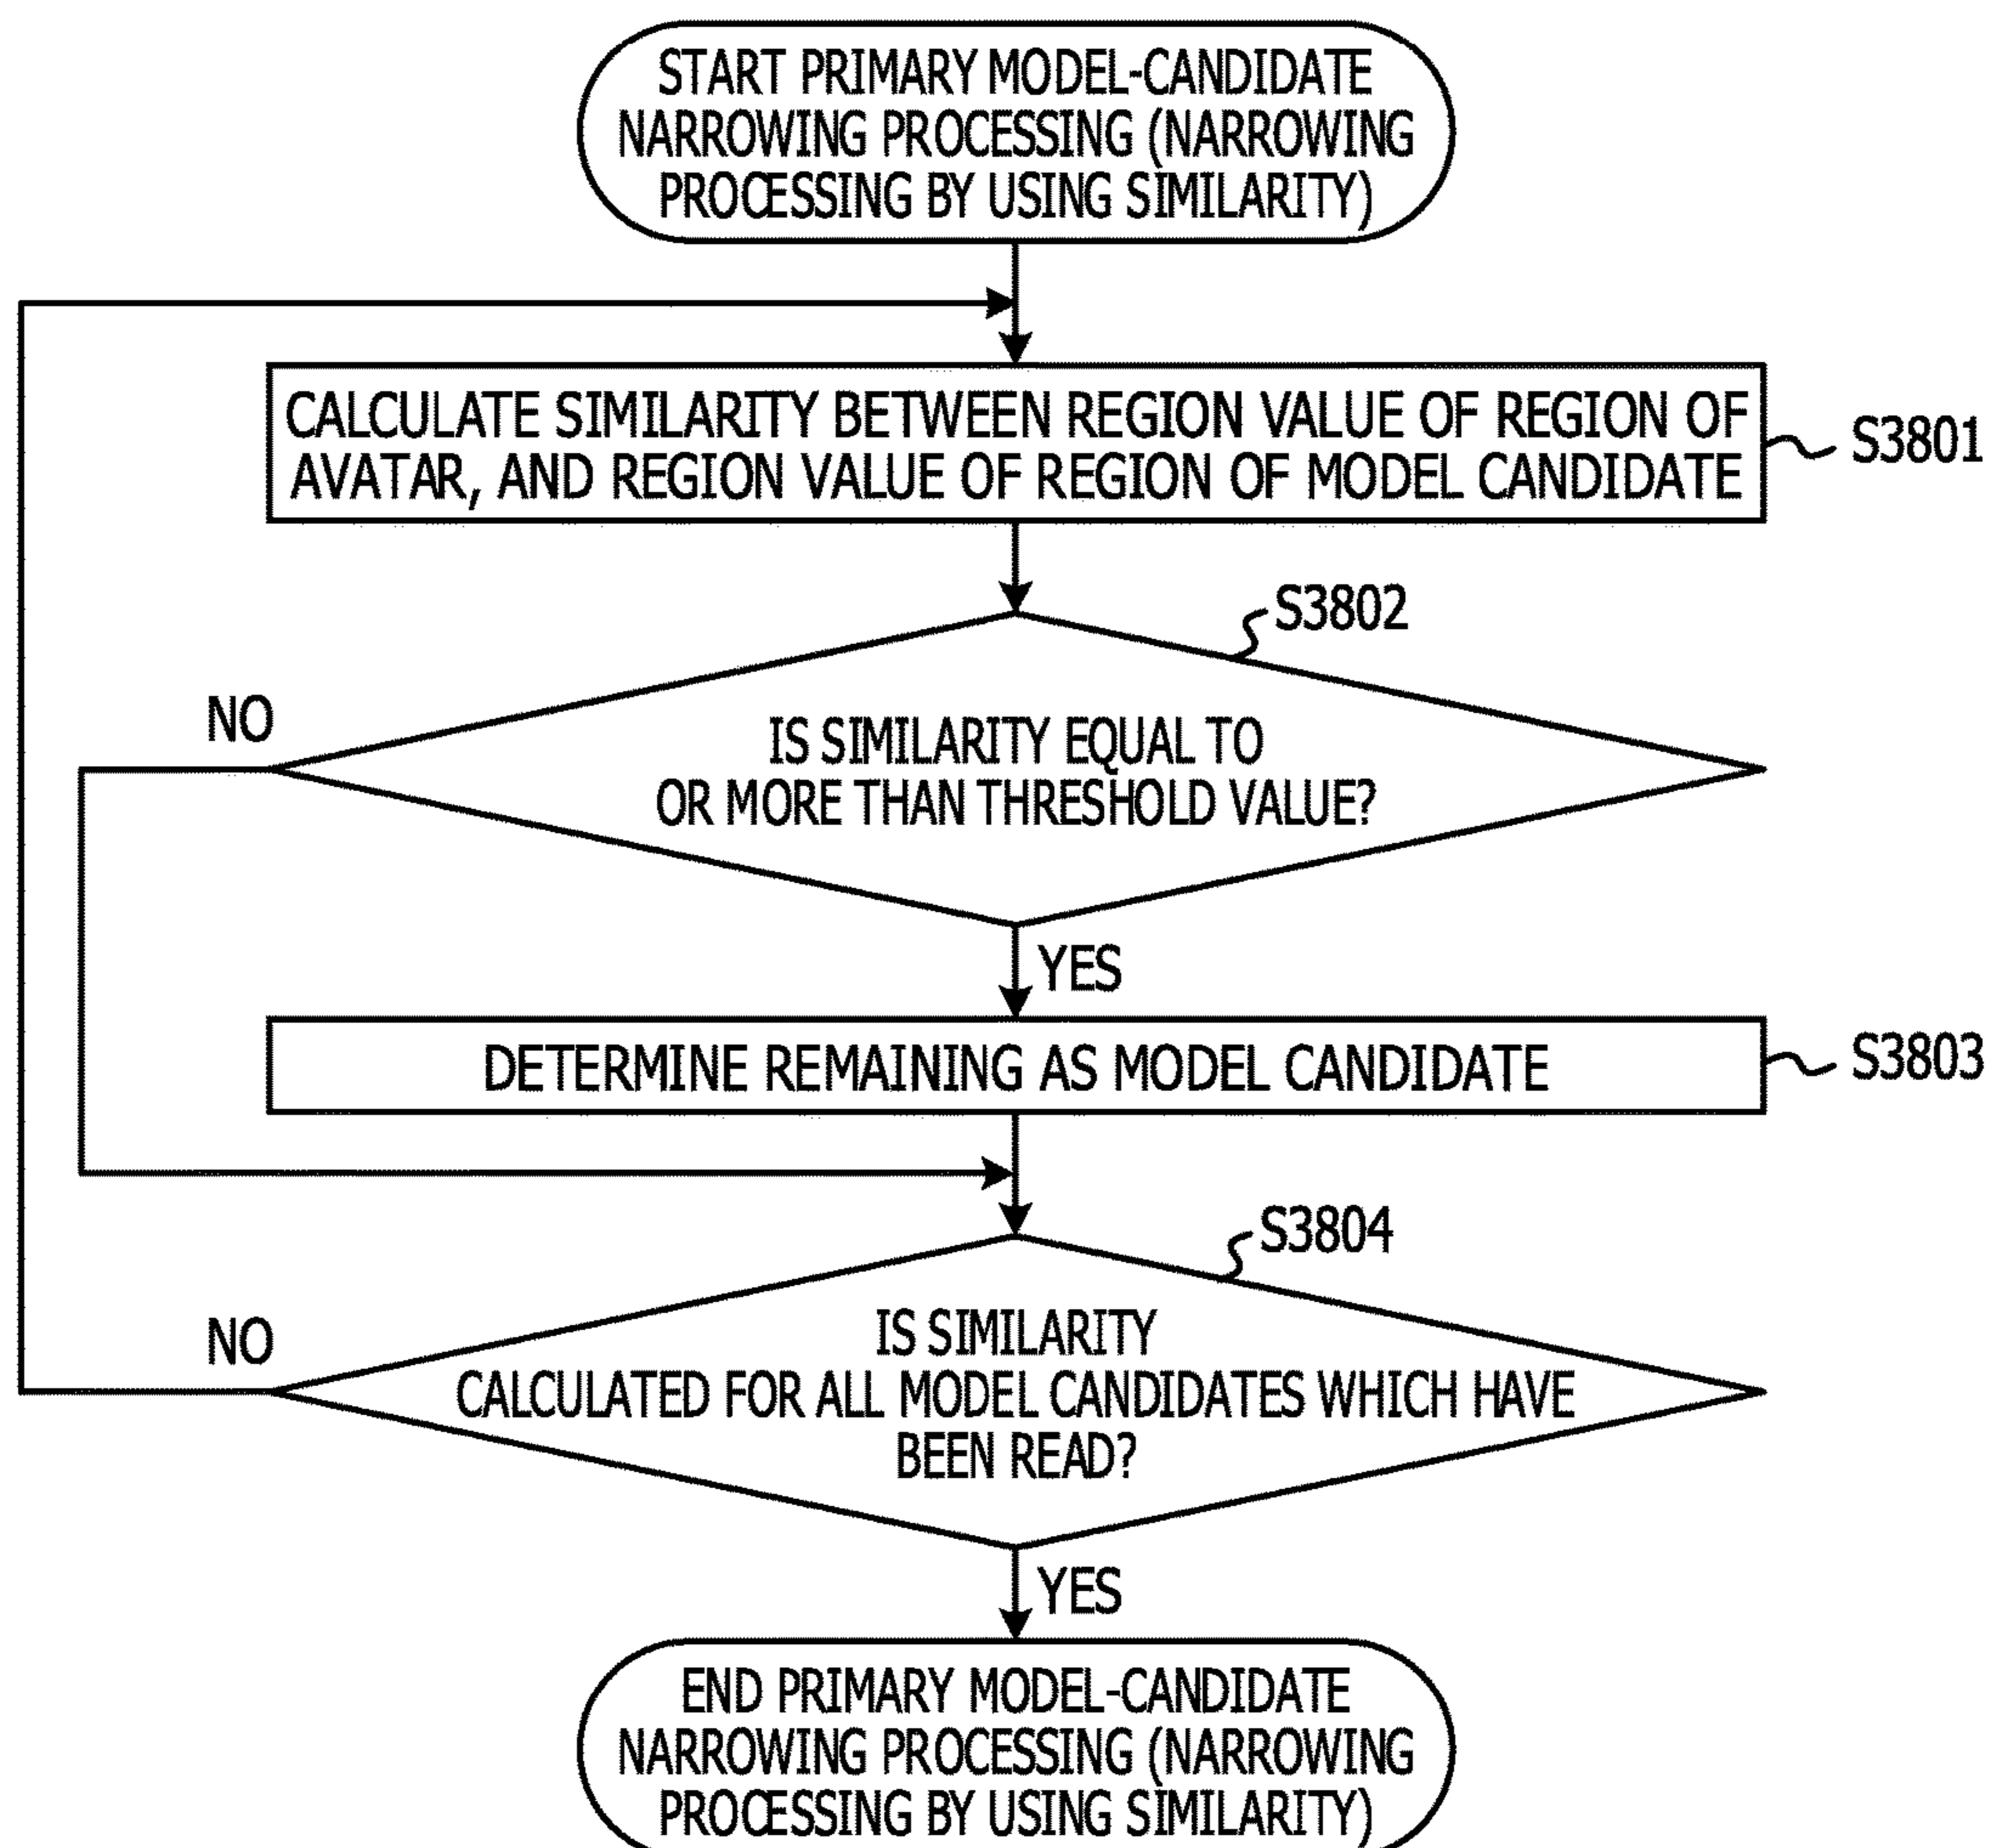 START PRIMARY MODEL-CANDIDATE
NARROWING PROCESSING (NARROWING
PROCESSING BY USING SIMILARITY)
CALCULATE SIMILARITY BETWEEN REGION VALUE OF REGION OF
AVATAR, AND REGION VALUE OF REGION OF MODEL CANDIDATE
S3801
S3802
NO
IS SIMILARITY EQUAL TO
OR MORE THAN THRESHOLD VALUE?
YES
DETERMINE REMAINING AS MODEL CANDIDATE
S3803
S3804
NO
IS SIMILARITY
CALCULATED FOR ALL MODEL CANDIDATES WHICH HAVE
BEEN READ?
YES
END PRIMARY MODEL-CANDIDATE
NARROWING PROCESSING (NARROWING
PROCESSING BY USING SIMILARITY)